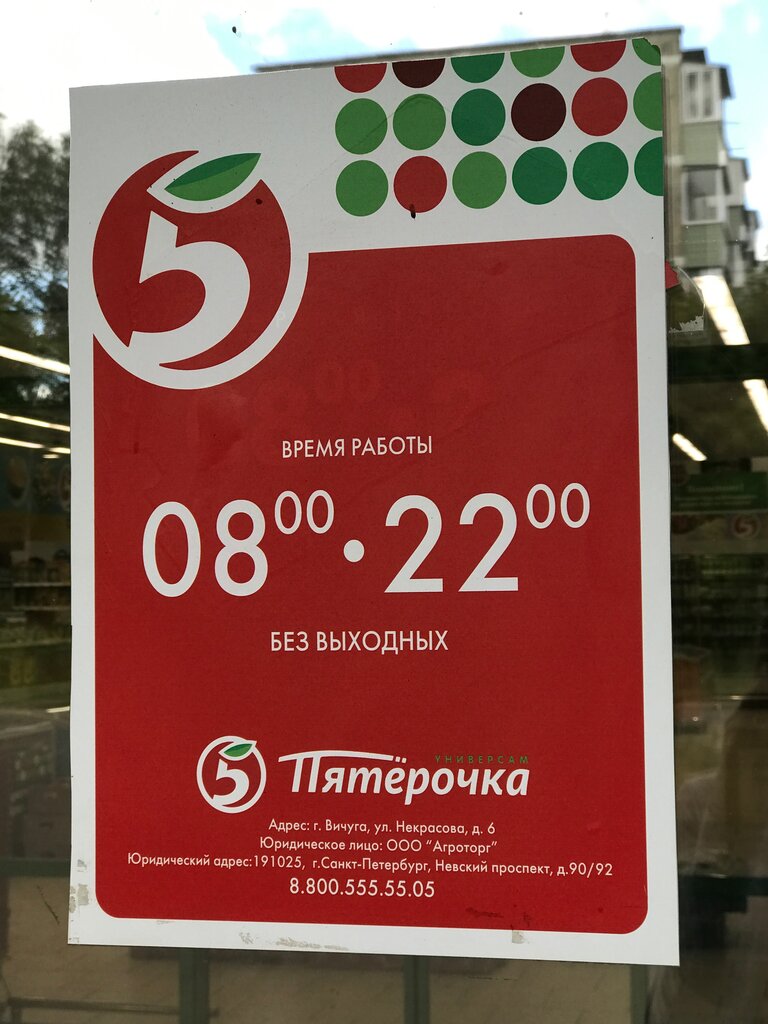 5
ВРЕМЯ РАБОТЫ
08⁰⁰·22⁰⁰
БЕЗ ВЫХОДНЫХ
УНИВЕРСАМ
5 Пятёрочка
Адрес: г. Вичуга, ул. Некрасова, д. 6
Юридическое лицо: ООО "Агроторг"
Юридический адрес:191025, г.Санкт-Петербург, Невский проспект, д.90/92
8.800.555.55.05